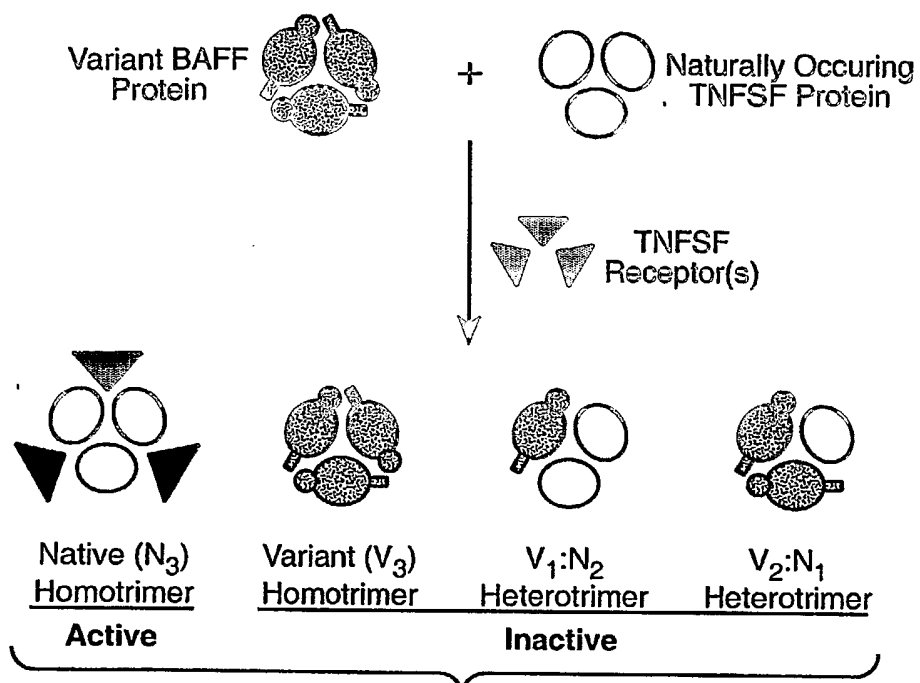 Variant BAFF
Protein
+
Naturally Occuring
TNFSF Protein
TNFSF
Receptor(s)
Native (N3)
Homotrimer
Variant (V3)
Homotrimer
V1:N2
Heterotrimer
V2:N1
Heterotrimer
Active
Inactive